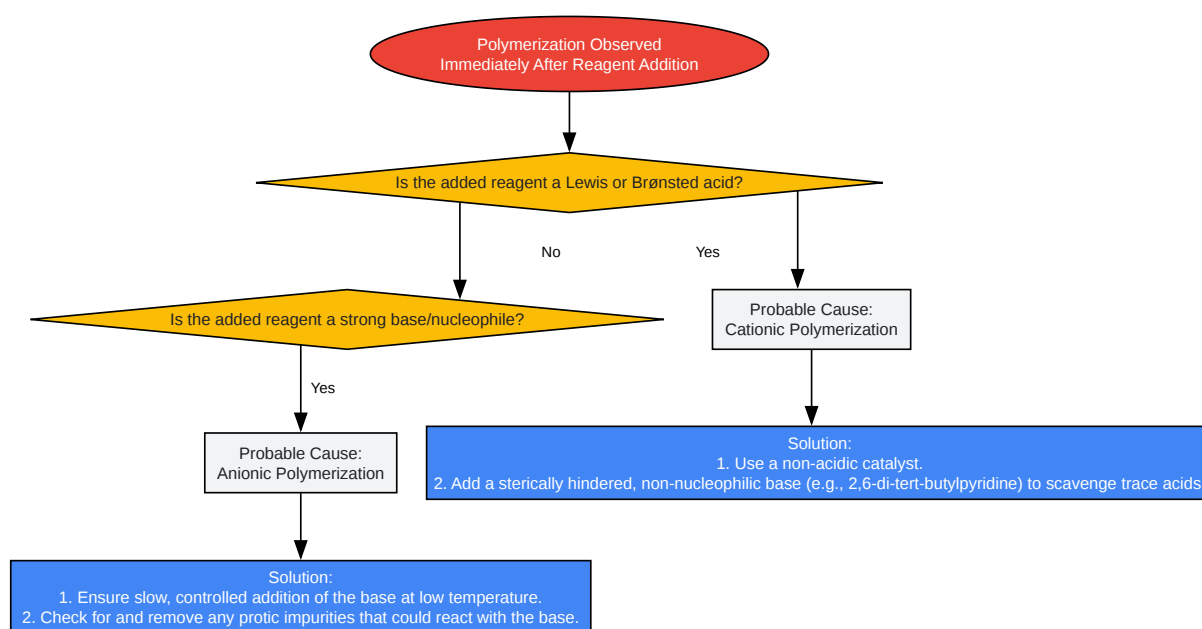 Polymerization Observed
Immediately After Reagent Addition
Is the added reagent a Lewis or Brønsted acid?
No
Yes
Is the added reagent a strong base/nucleophile?
Probable Cause:
Cationic Polymerization
Yes
Probable Cause:
Anionic Polymerization
Solution:
1. Use a non-acidic catalyst.
2. Add a sterically hindered, non-nucleophilic base (e.g., 2,6-di-tert-butylpyridine) to scavenge trace acids
Solution:
1. Ensure slow, controlled addition of the base at low temperature.
2. Check for and remove any protic impurities that could react with the base.